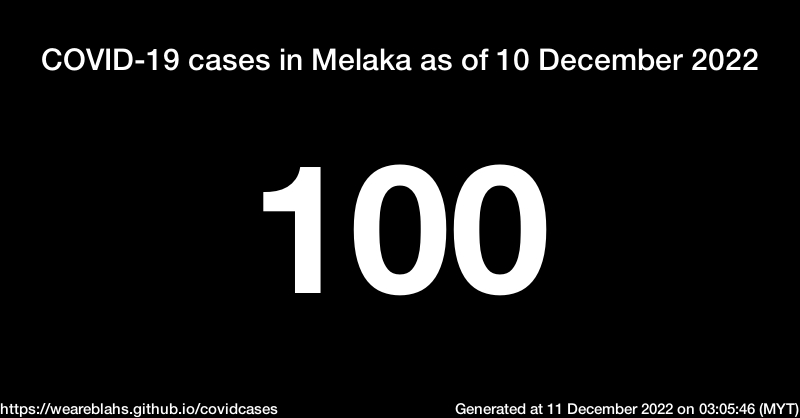 COVID-19 cases in Melaka as of 10 December 2022
100
https://weareblahs.github.io/covidcases
Generated at 11 December 2022 on 03:05:46 (MYT)